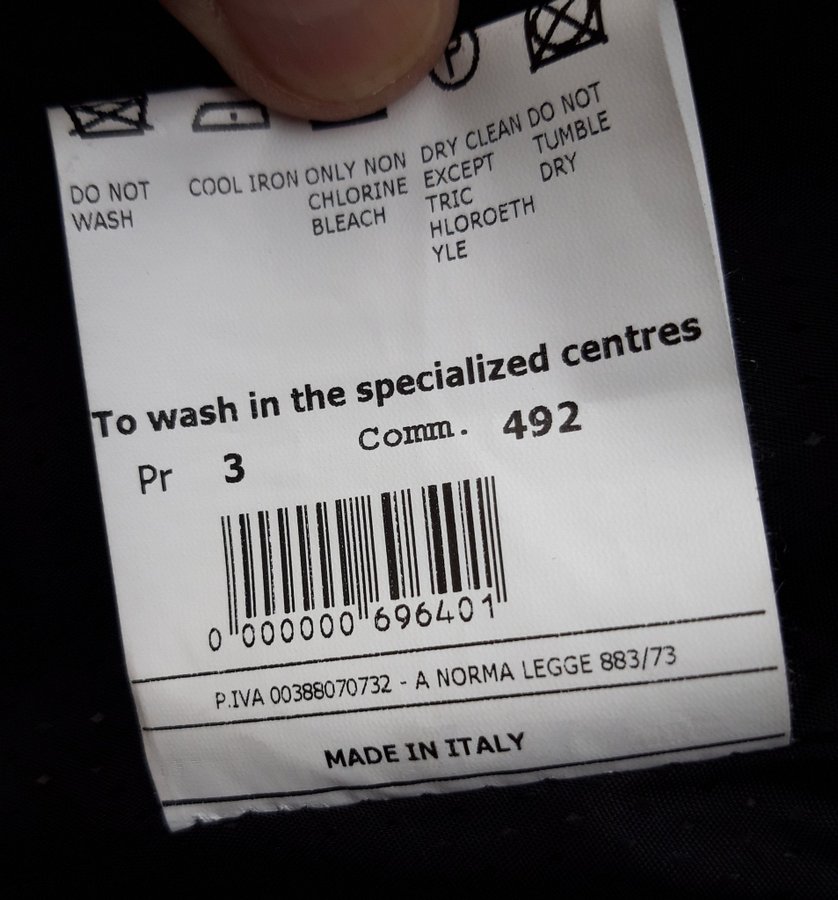 P
DO NOT
WASH
COOL IRON
ONLY NON
CHLORINE
BLEACH
DRY CLEAN
EXCEPT
TRIC
HLOROETH
YLE
DO NOT
TUMBLE
DRY
To wash in the specialized centres
Pr 3 Comm. 492
0 000000 696401
P.IVA 00388070732 - A NORMA LEGGE 883/73
MADE IN ITALY